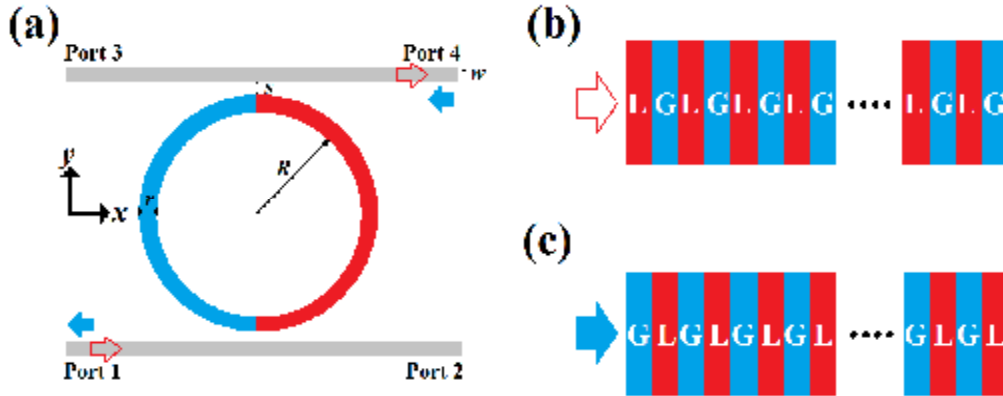 (a)
Port 3 Port 4
w
s
R
y
r
x
Port 1 Port 2
(b)
L G L G L G L G .... L G L G
(c)
G L G L G L G L .... G L G L